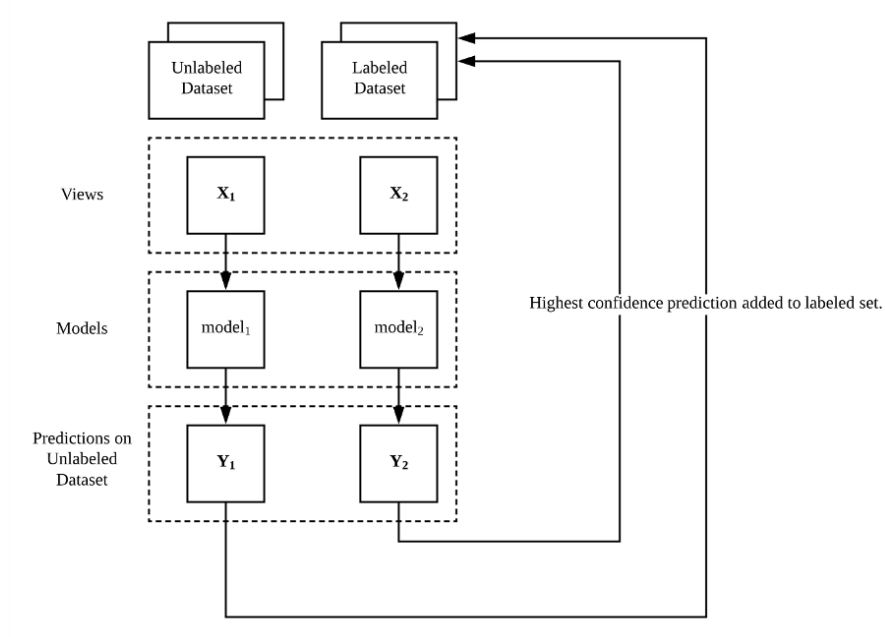 Unlabeled
Dataset
Labeled
Dataset
Views
X₁
X₂
Highest confidence prediction added to labeled set.
Models
model₁
model₂
Predictions on
Unlabeled
Dataset
Y₁
Y₂